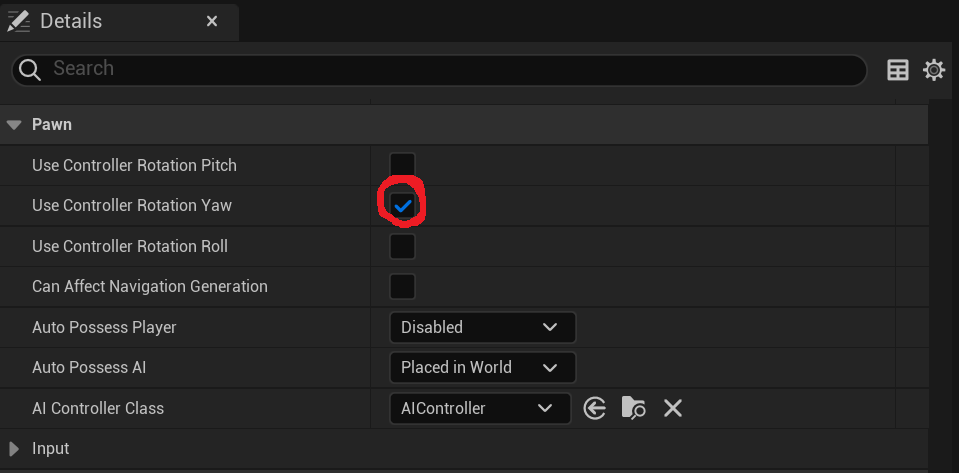 Details
Search
Pawn
Use Controller Rotation Pitch
Use Controller Rotation Yaw
Use Controller Rotation Roll
Can Affect Navigation Generation
Auto Possess Player Disabled
Auto Possess AI Placed in World
AI Controller Class AIController
Input